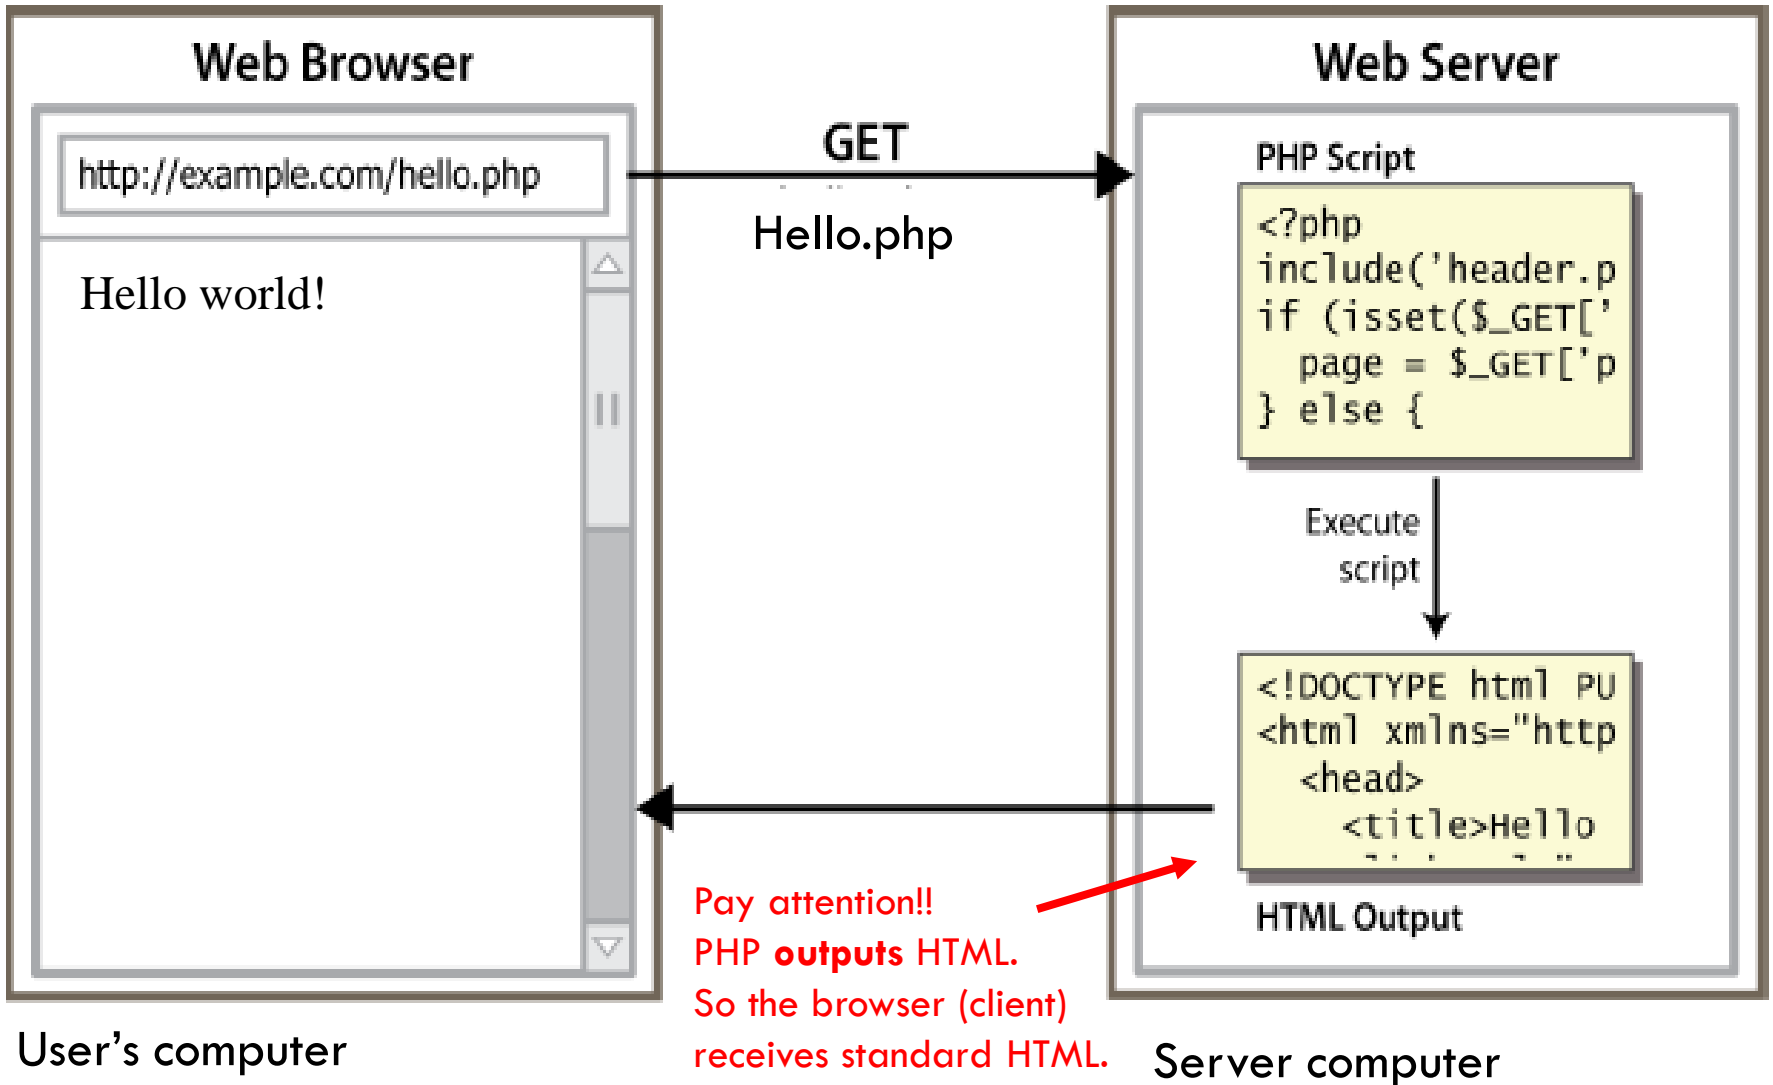 Web Browser
http://example.com/hello.php
Hello world!
GET
Hello.php
Web Server
PHP Script
<?php
include('header.p
if (isset($_GET['
page = $_GET['p
} else {
Execute
script
<!DOCTYPE html PU
<html xmlns="http
<head>
<title>Hello
HTML Output
Pay attention!!
PHP outputs HTML.
So the browser (client)
receives standard HTML.
User's computer
Server computer